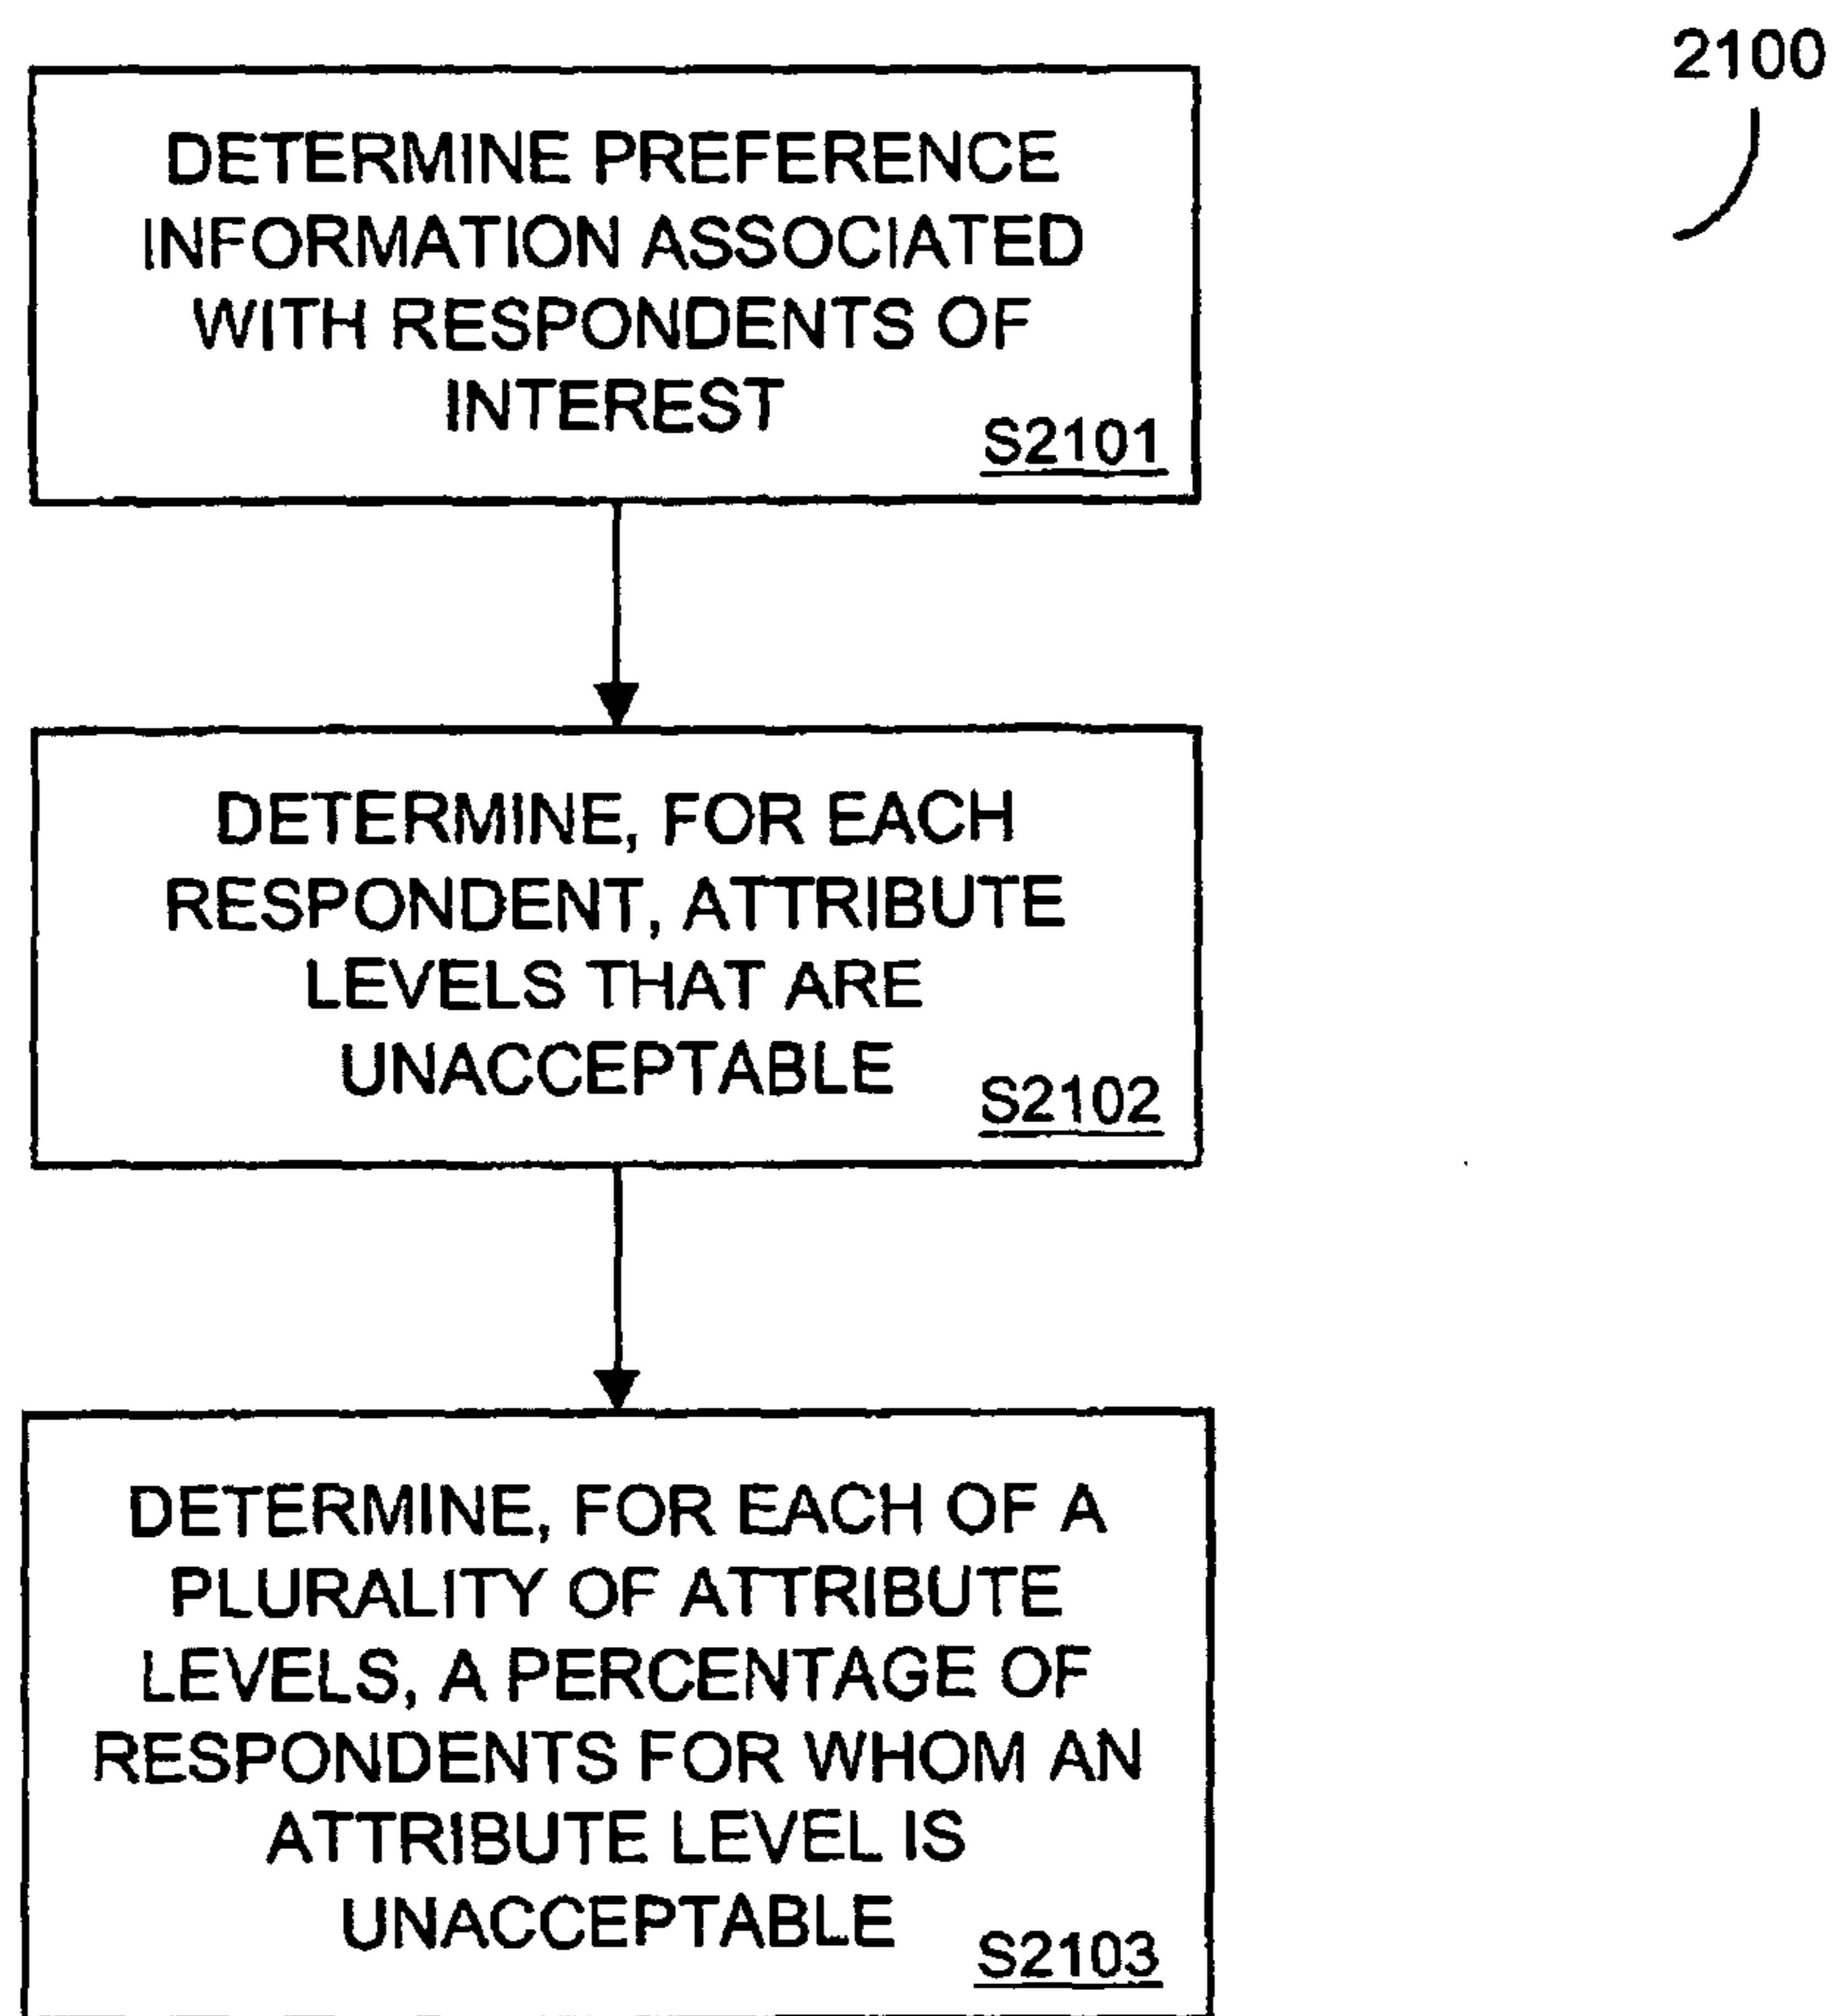 2100
DETERMINE PREFERENCE
INFORMATION ASSOCIATED
WITH RESPONDENTS OF
INTEREST
S2101
DETERMINE, FOR EACH
RESPONDENT, ATTRIBUTE
LEVELS THAT ARE
UNACCEPTABLE
S2102
DETERMINE, FOR EACH OF A
PLURALITY OF ATTRIBUTE
LEVELS, A PERCENTAGE OF
RESPONDENTS FOR WHOM AN
ATTRIBUTE LEVEL IS
UNACCEPTABLE
S2103